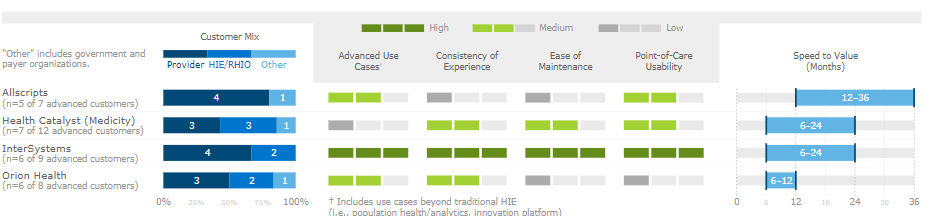 High Medium Low
Customer Mix
"Other" includes government and
payer organizations.
Provider HIE/RHIO Other
Advanced Use
Cases†
Consistency of
Experience
Ease of
Maintenance
Point-of-Care
Usability
Speed to Value
(Months)
Allscripts
(n=5 of 7 advanced customers)
4 1
12–36
Health Catalyst (Medicity)
(n=7 of 12 advanced customers)
3 3 1
6–24
InterSystems
(n=6 of 9 advanced customers)
4 2
6–24
Orion Health
(n=6 of 8 advanced customers)
3 2 1
6–12
0% 25% 50% 75% 100%
† Includes use cases beyond traditional HIE
(i.e., population health/analytics, innovation platform)
0 6 12 18 24 30 36